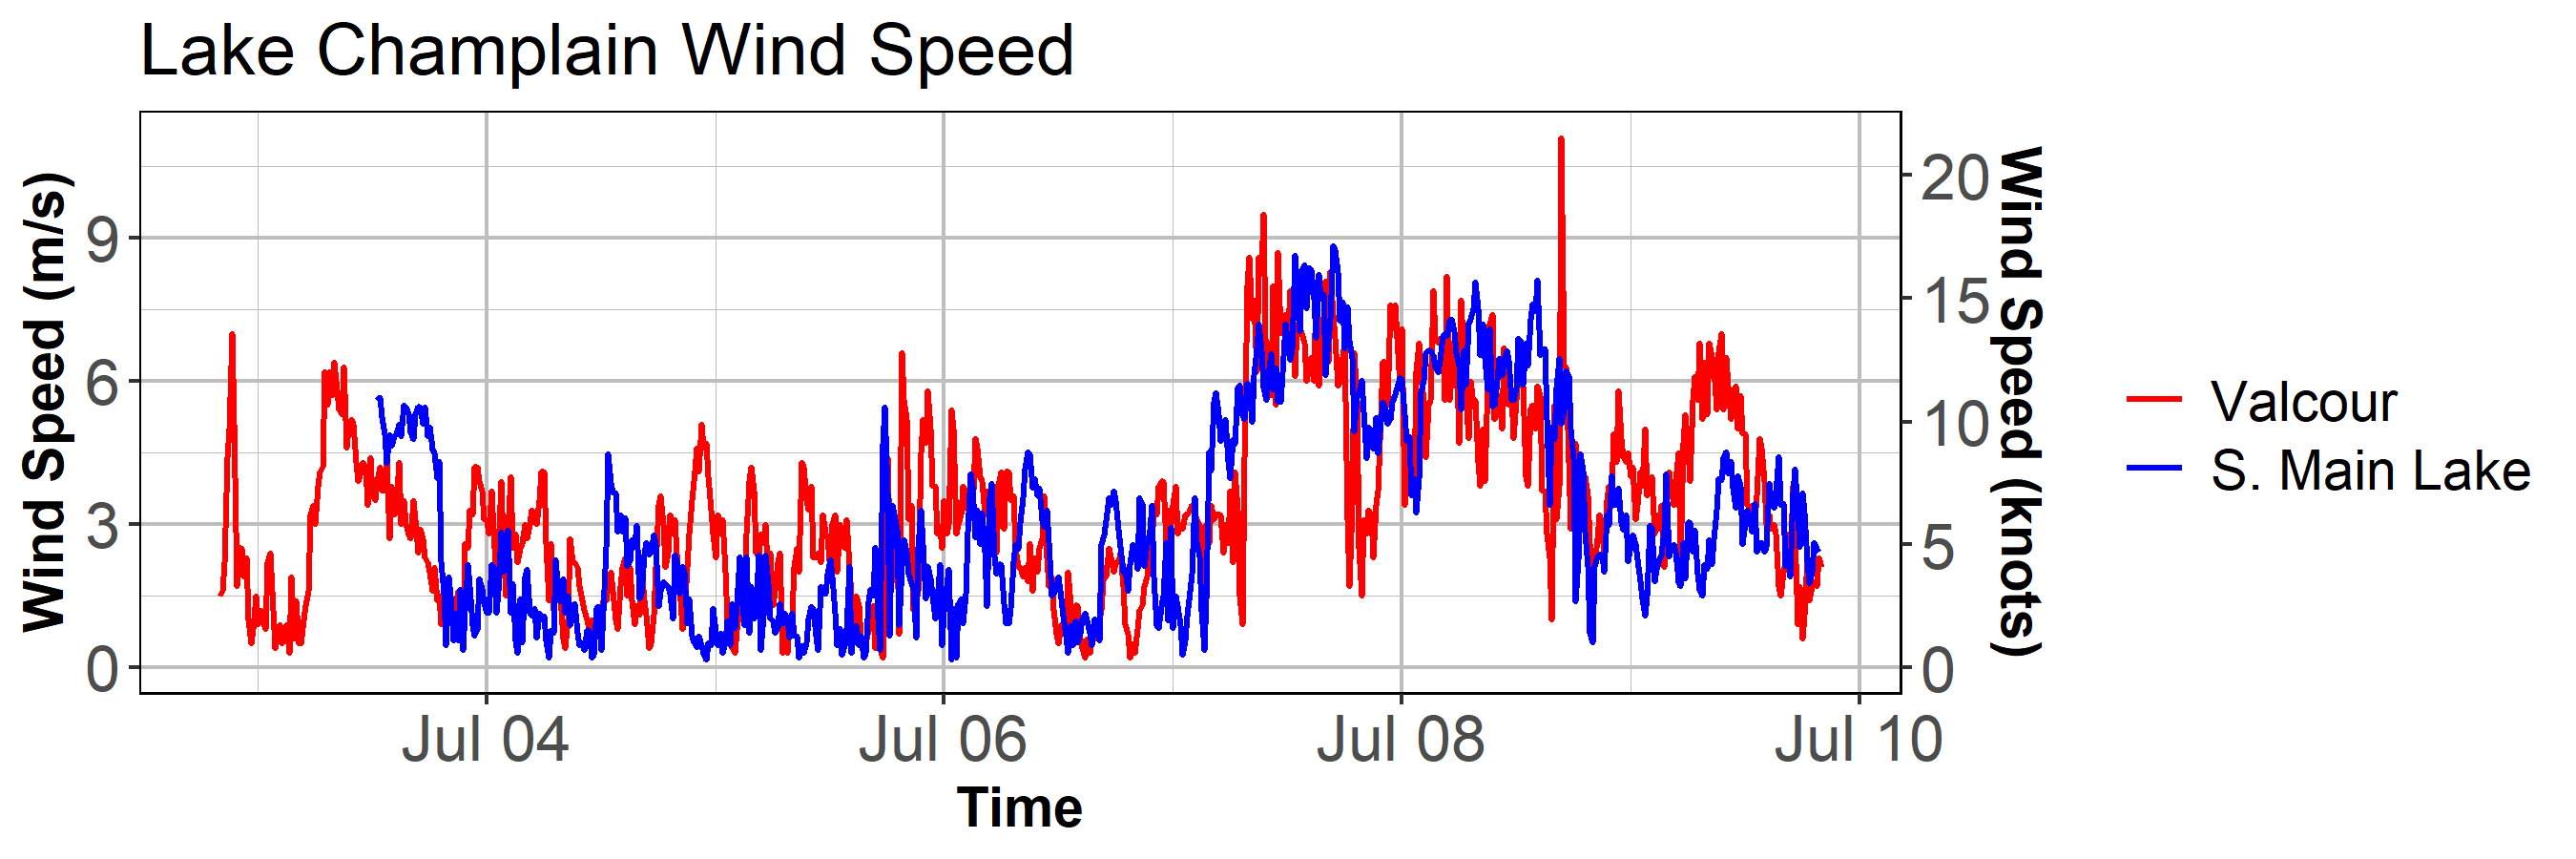 Lake Champlain Wind Speed
Wind Speed (m/s)
9
6
3
0
20
15
10
5
0
Wind Speed (knots)
Jul 04
Jul 06
Jul 08
Jul 10
Time
Valcour
S. Main Lake